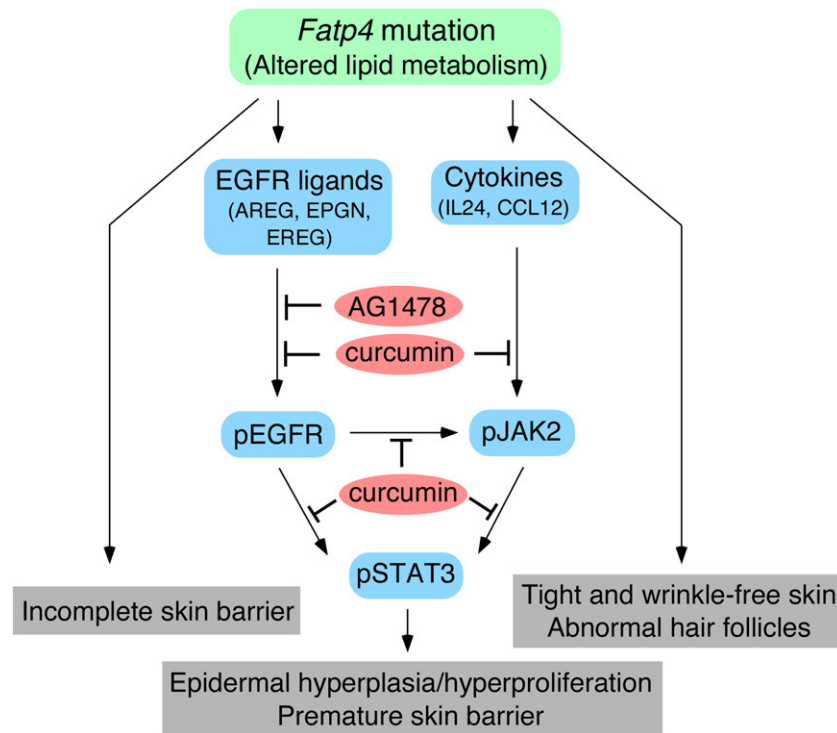 Fatp4 mutation
(Altered lipid metabolism)
EGFR ligands
(AREG, EPGN,
EREG)
Cytokines
(IL24, CCL12)
AG1478
curcumin
pEGFR
pJAK2
curcumin
pSTAT3
Incomplete skin barrier
Tight and wrinkle-free skin
Abnormal hair follicles
Epidermal hyperplasia/hyperproliferation
Premature skin barrier